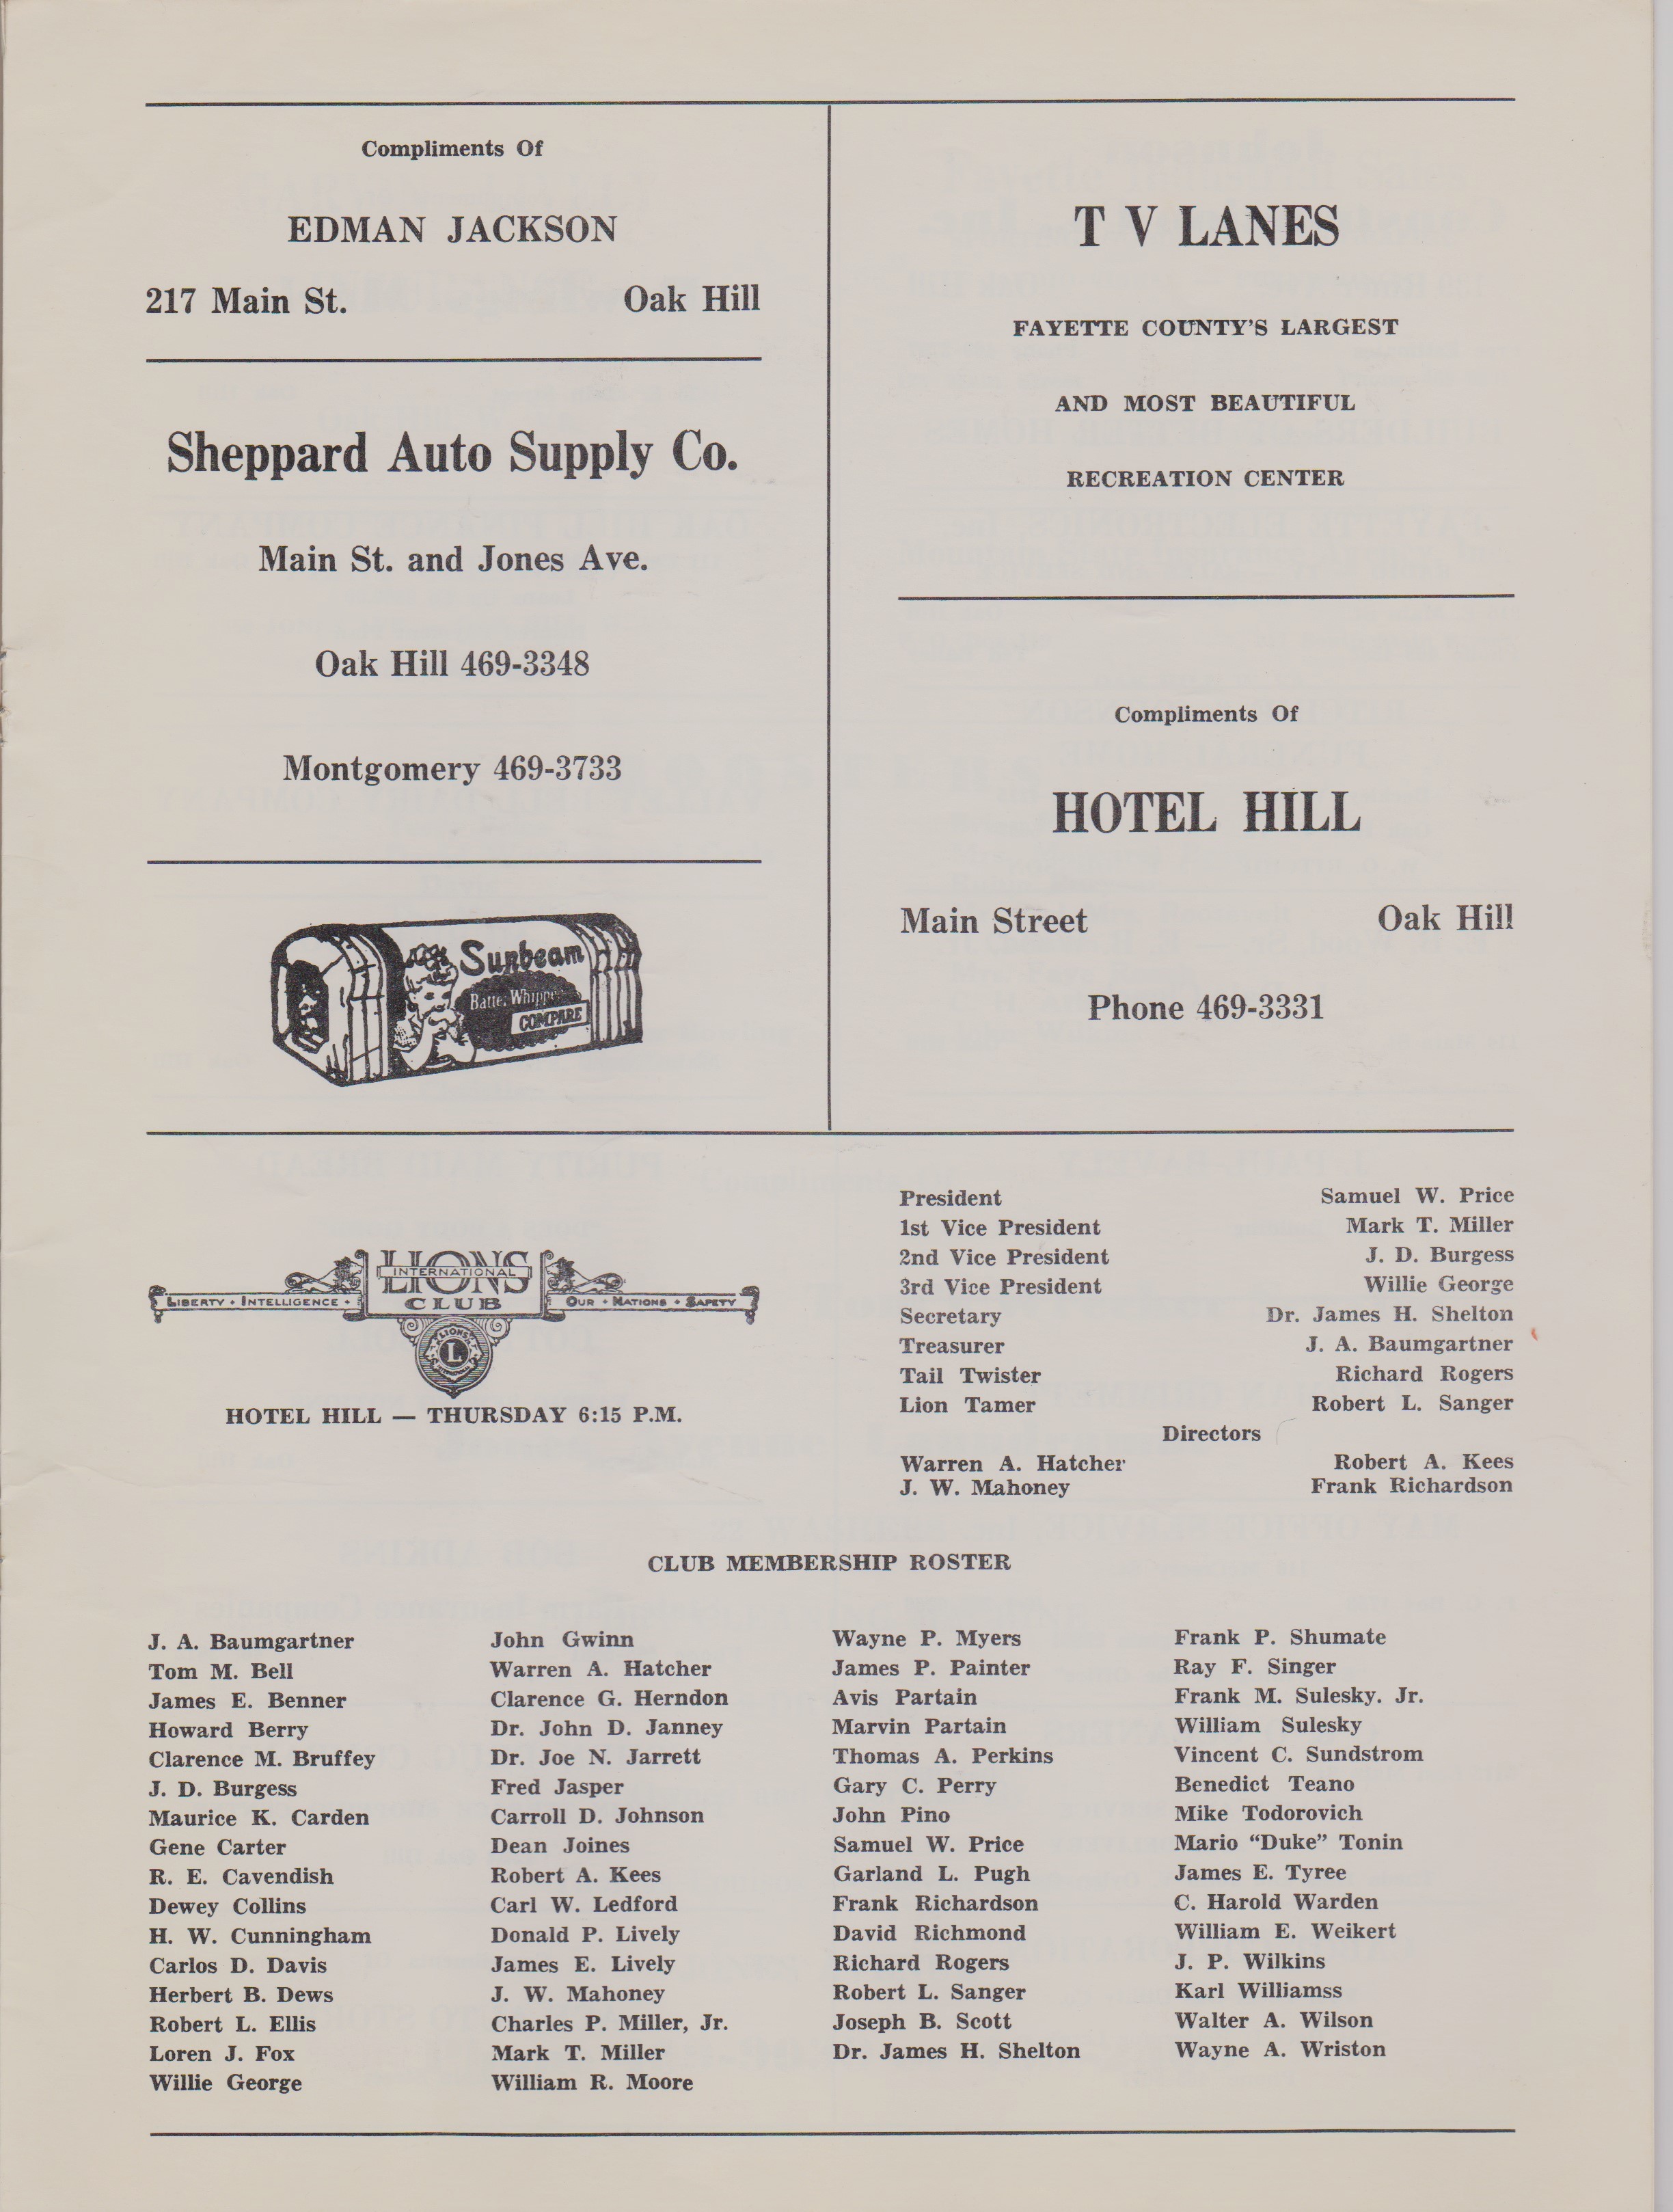 Compliments Of
EDMAN JACKSON
217 Main St. Oak Hill
Sheppard Auto Supply Co.
Main St. and Jones Ave.
Oak Hill 469-3348
Montgomery 469-3733
Sunbeam
Batter Whipped
COMPARE
T V LANES
FAYETTE COUNTY'S LARGEST
AND MOST BEAUTIFUL
RECREATION CENTER
Compliments Of
HOTEL HILL
Main Street Oak Hill
Phone 469-3331
LIONS
INTERNATIONAL
CLUB
LIBERTY • INTELLIGENCE •
OUR • NATIONS • SAFETY
LIONS
L
INTERNATIONAL
HOTEL HILL — THURSDAY 6:15 P.M.
President Samuel W. Price
1st Vice President Mark T. Miller
2nd Vice President J. D. Burgess
3rd Vice President Willie George
Secretary Dr. James H. Shelton
Treasurer J. A. Baumgartner
Tail Twister Richard Rogers
Lion Tamer Robert L. Sanger
Directors
Warren A. Hatcher Robert A. Kees
J. W. Mahoney Frank Richardson
CLUB MEMBERSHIP ROSTER
J. A. Baumgartner
Tom M. Bell
James E. Benner
Howard Berry
Clarence M. Bruffey
J. D. Burgess
Maurice K. Carden
Gene Carter
R. E. Cavendish
Dewey Collins
H. W. Cunningham
Carlos D. Davis
Herbert B. Dews
Robert L. Ellis
Loren J. Fox
Willie George
John Gwinn
Warren A. Hatcher
Clarence G. Herndon
Dr. John D. Janney
Dr. Joe N. Jarrett
Fred Jasper
Carroll D. Johnson
Dean Joines
Robert A. Kees
Carl W. Ledford
Donald P. Lively
James E. Lively
J. W. Mahoney
Charles P. Miller, Jr.
Mark T. Miller
William R. Moore
Wayne P. Myers
James P. Painter
Avis Partain
Marvin Partain
Thomas A. Perkins
Gary C. Perry
John Pino
Samuel W. Price
Garland L. Pugh
Frank Richardson
David Richmond
Richard Rogers
Robert L. Sanger
Joseph B. Scott
Dr. James H. Shelton
Frank P. Shumate
Ray F. Singer
Frank M. Sulesky. Jr.
William Sulesky
Vincent C. Sundstrom
Benedict Teano
Mike Todorovich
Mario “Duke” Tonin
James E. Tyree
C. Harold Warden
William E. Weikert
J. P. Wilkins
Karl Williamss
Walter A. Wilson
Wayne A. Wriston